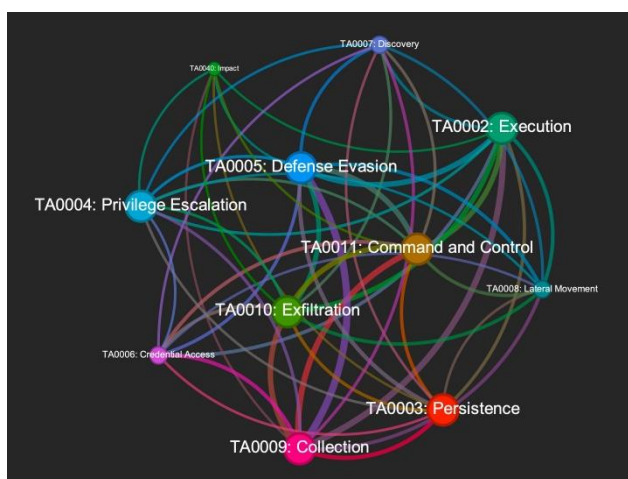 TA0007: Discovery
TA0040: Impact
TA0002: Execution
TA0005: Defense Evasion
TA0004: Privilege Escalation
TA0011: Command and Control
TA0008: Lateral Movement
TA0010: Exfiltration
TA0006: Credential Access
TA0003: Persistence
TA0009: Collection